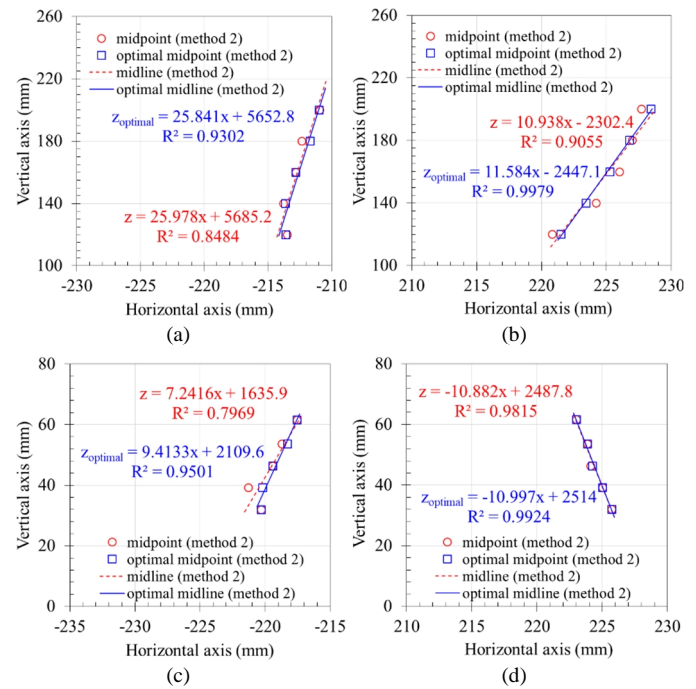 260
220
180
140
100
Vertical axis (mm)
midpoint (method 2)
optimal midpoint (method 2)
midline (method 2)
optimal midline (method 2)
zoptimal = 25.841x + 5652.8
R² = 0.9302
z = 25.978x + 5685.2
R² = 0.8484
-230 -225 -220 -215 -210
Horizontal axis (mm)
(a)
260
220
180
140
100
Vertical axis (mm)
midpoint (method 2)
optimal midpoint (method 2)
midline (method 2)
optimal midline (method 2)
z = 10.938x - 2302.4
R² = 0.9055
zoptimal = 11.584x - 2447.1
R² = 0.9979
210 215 220 225 230
Horizontal axis (mm)
(b)
80
60
40
20
0
Vertical axis (mm)
z = 7.2416x + 1635.9
R² = 0.7969
zoptimal = 9.4133x + 2109.6
R² = 0.9501
midpoint (method 2)
optimal midpoint (method 2)
midline (method 2)
optimal midline (method 2)
-235 -230 -225 -220 -215
Horizontal axis (mm)
(c)
80
60
40
20
0
Vertical axis (mm)
z = -10.882x + 2487.8
R² = 0.9815
zoptimal = -10.997x + 2514
R² = 0.9924
midpoint (method 2)
optimal midpoint (method 2)
midline (method 2)
optimal midline (method 2)
210 215 220 225 230
Horizontal axis (mm)
(d)